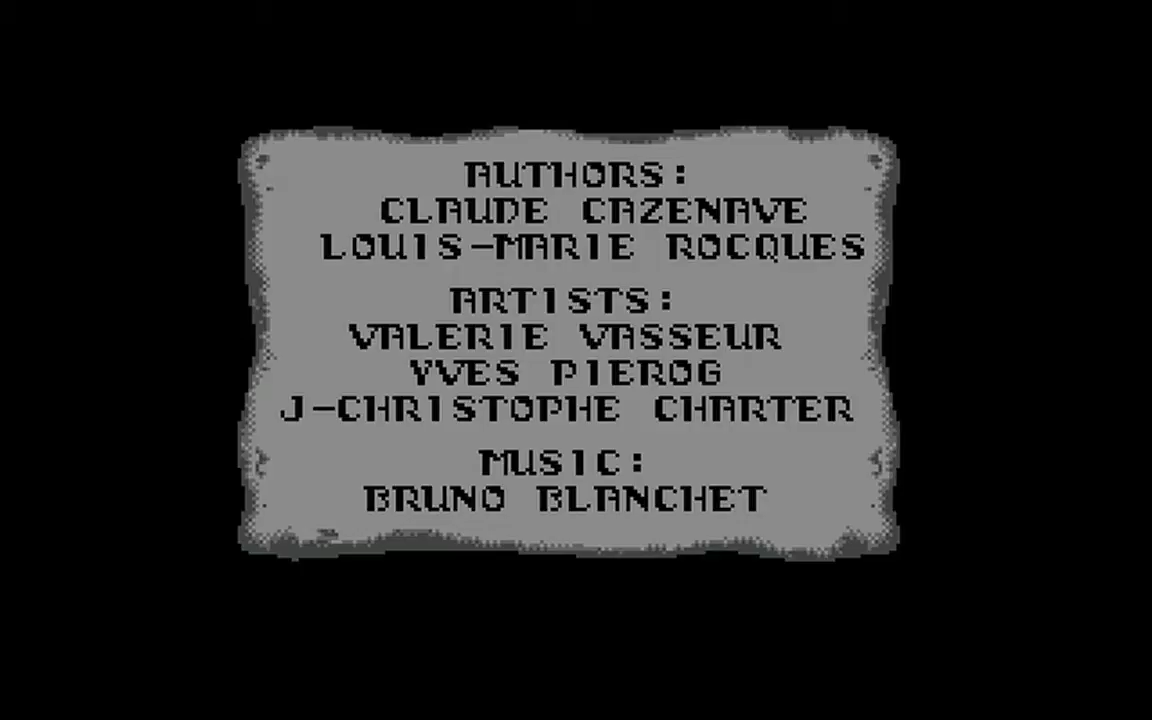 AUTHORS:
CLAUDE CAZENAVE
LOUIS-MARIE ROCQUES
ARTISTS:
VALERIE VASSEUR
YVES PIEROG
J-CHRISTOPHE CHARTER
MUSIC:
BRUNO BLANCHET